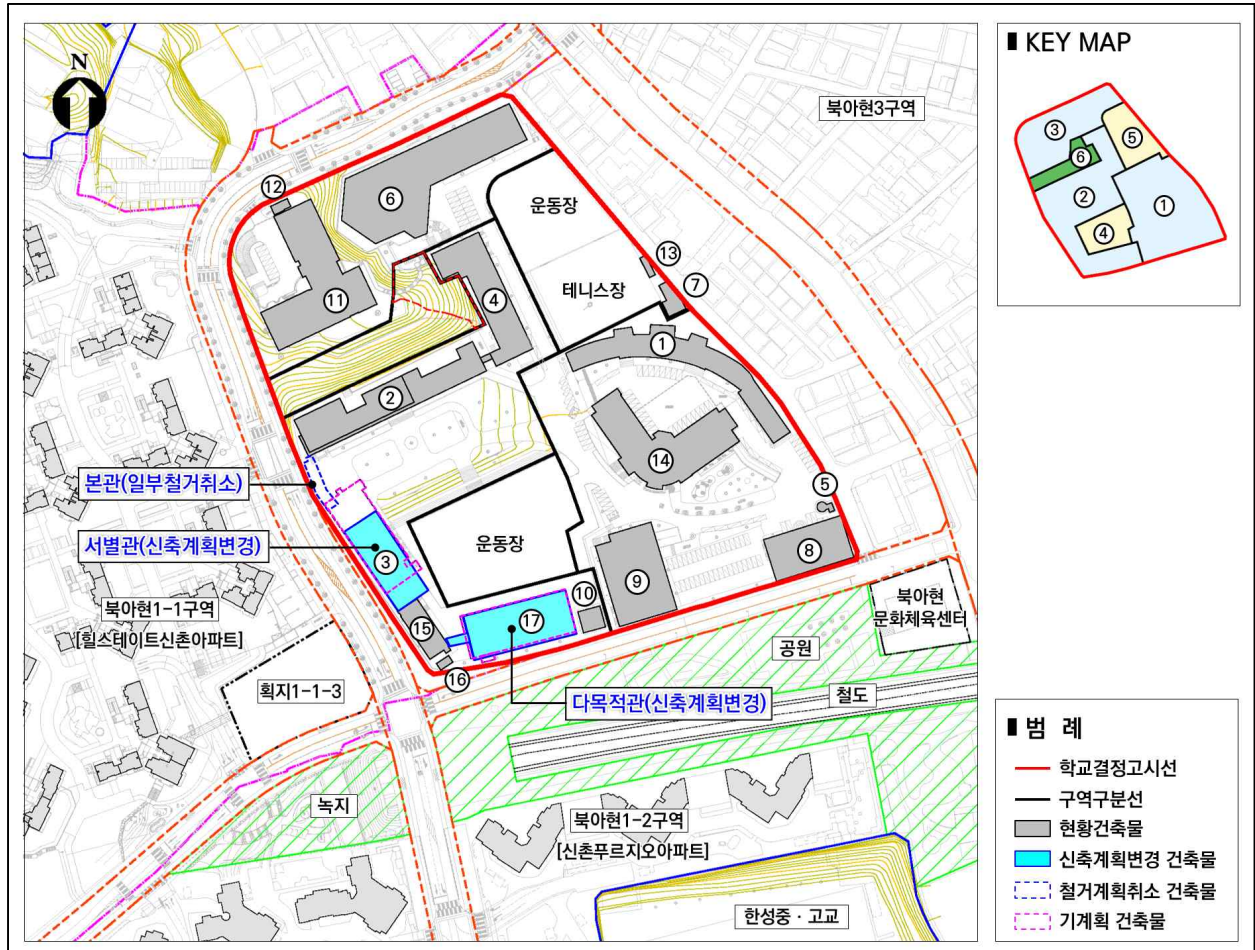 N
북아현3구역
⑫
⑥
운동장
⑬
⑦
테니스장
⑪
④
①
②
⑭
본관(일부철거취소)
⑤
서별관(신축계획변경)
운동장
③
⑧
⑨
⑩
북아현1-1구역
[힐스테이트신촌아파트]
⑰
⑮
북아현
문화체육센터
⑯
공원
획지1-1-3
다목적관(신축계획변경)
철도
녹지
북아현1-2구역
[신촌푸르지오아파트]
한성중 · 고교
KEY MAP
③
⑤
⑥
②
①
④
범 례
학교결정고시선
구역구분선
현황건축물
신축계획변경 건축물
철거계획취소 건축물
기계획 건축물